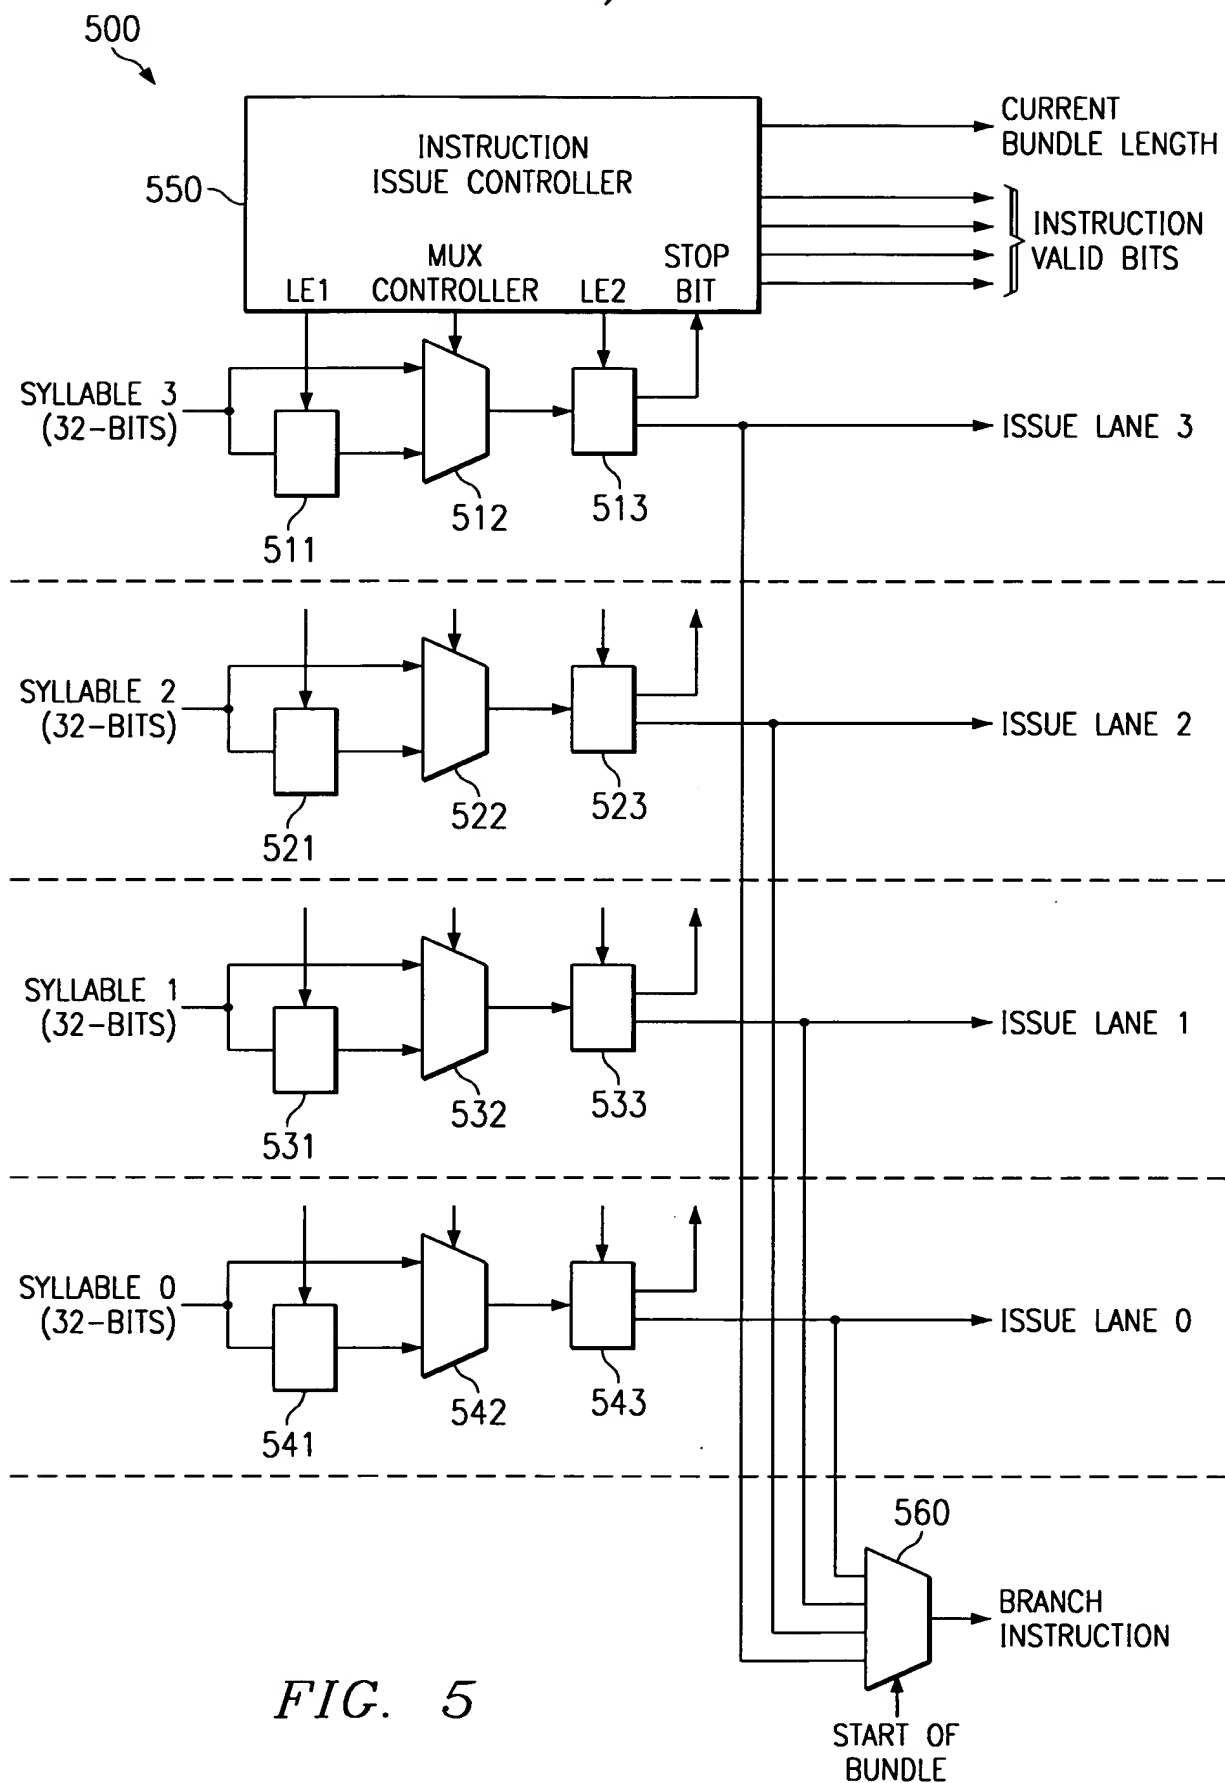 500
CURRENT
BUNDLE LENGTH
INSTRUCTION
ISSUE CONTROLLER
550
INSTRUCTION
VALID BITS
MUX
CONTROLLER
STOP
BIT
LE1
LE2
SYLLABLE 3
(32-BITS)
ISSUE LANE 3
511
512
513
SYLLABLE 2
(32-BITS)
ISSUE LANE 2
521
522
523
SYLLABLE 1
(32-BITS)
ISSUE LANE 1
531
532
533
SYLLABLE 0
(32-BITS)
ISSUE LANE 0
541
542
543
560
BRANCH
INSTRUCTION
START OF
BUNDLE
FIG. 5